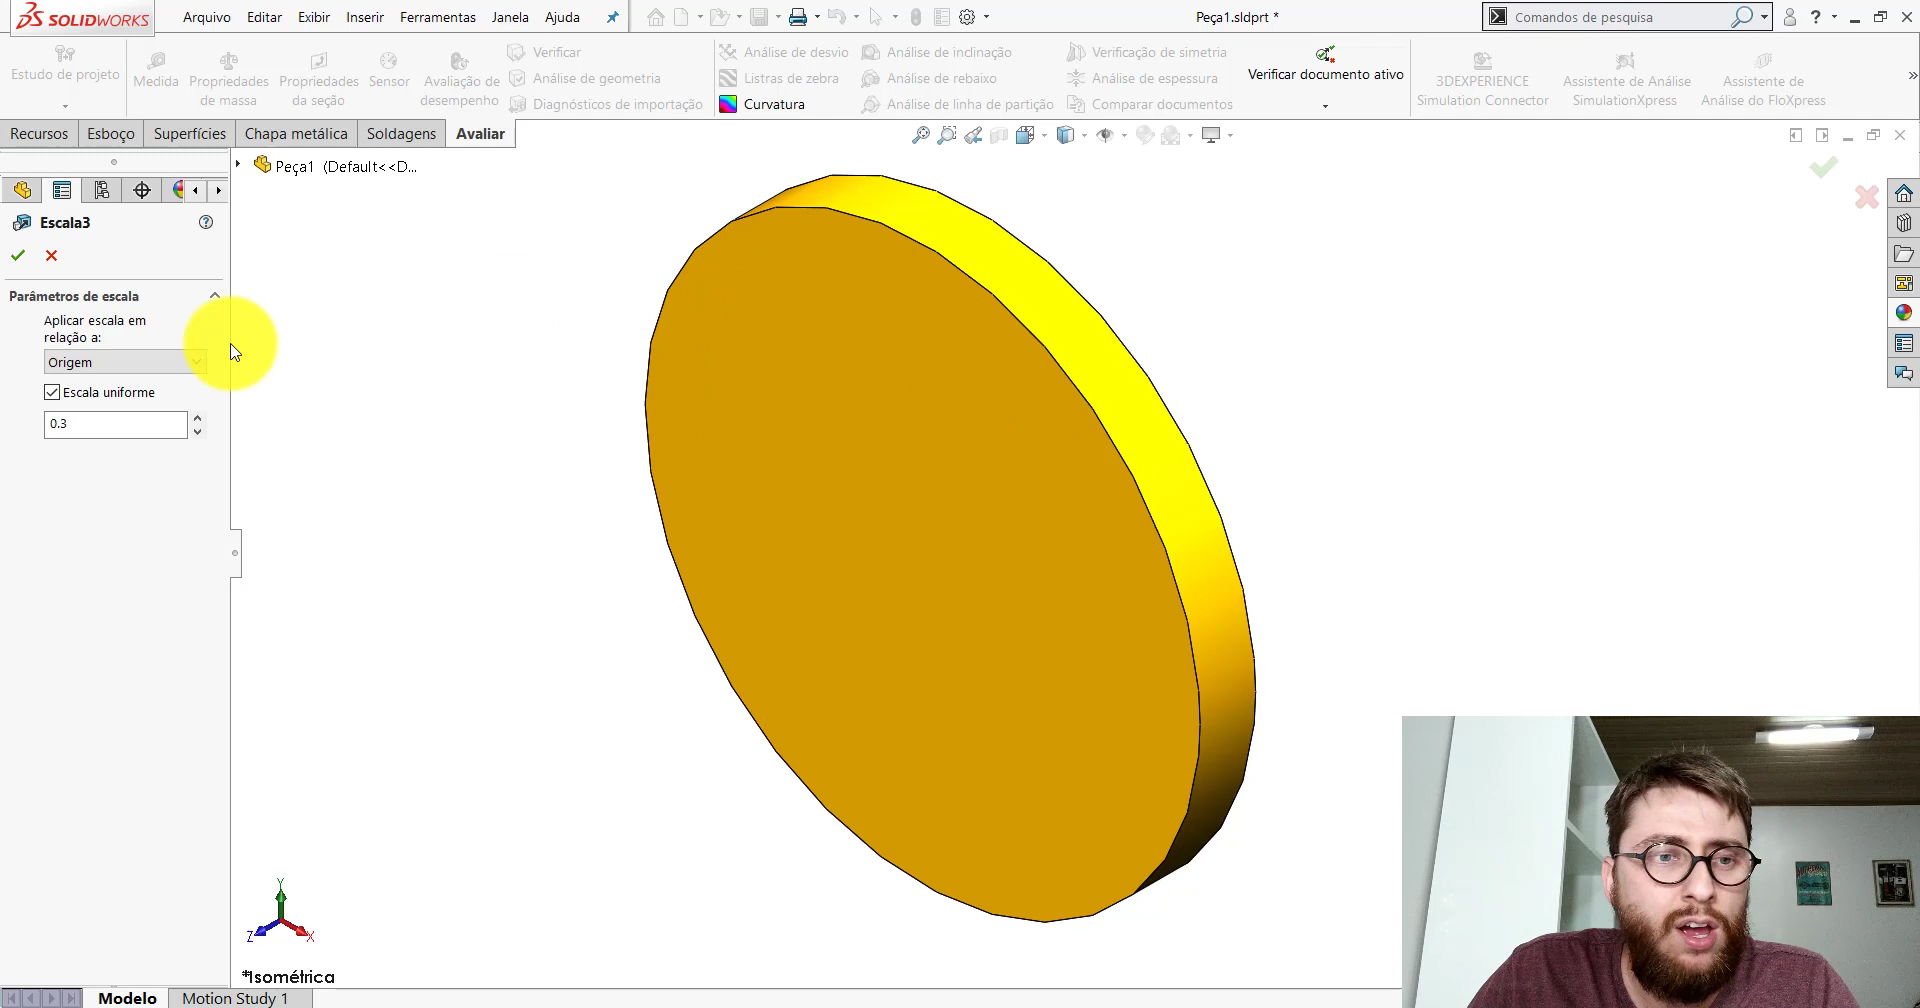 SOLIDWORKS
Arquivo Editar Exibir Inserir Ferramentas Janela Ajuda
Peça1.sldprt *
Comandos de pesquisa
Estudo de projeto
Medida
Propriedades de massa
Propriedades da seção
Sensor
Avaliação de desempenho
Verificar
Análise de geometria
Diagnósticos de importação
Análise de desvio
Listras de zebra
Curvatura
Análise de inclinação
Análise de rebaixo
Análise de linha de partição
Verificação de simetria
Análise de espessura
Comparar documentos
Verificar documento ativo
3DEXPERIENCE
Simulation Connector
Assistente de Análise
SimulationXpress
Assistente de
Análise do FloXpress
Recursos Esboço Superfícies Chapa metálica Soldagens Avaliar
Peça1 (Default<<D...
Escala3
Parâmetros de escala
Aplicar escala em
relação a:
Origem
Escala uniforme
0.3
Y
Z
X
*Isométrica
Modelo Motion Study 1